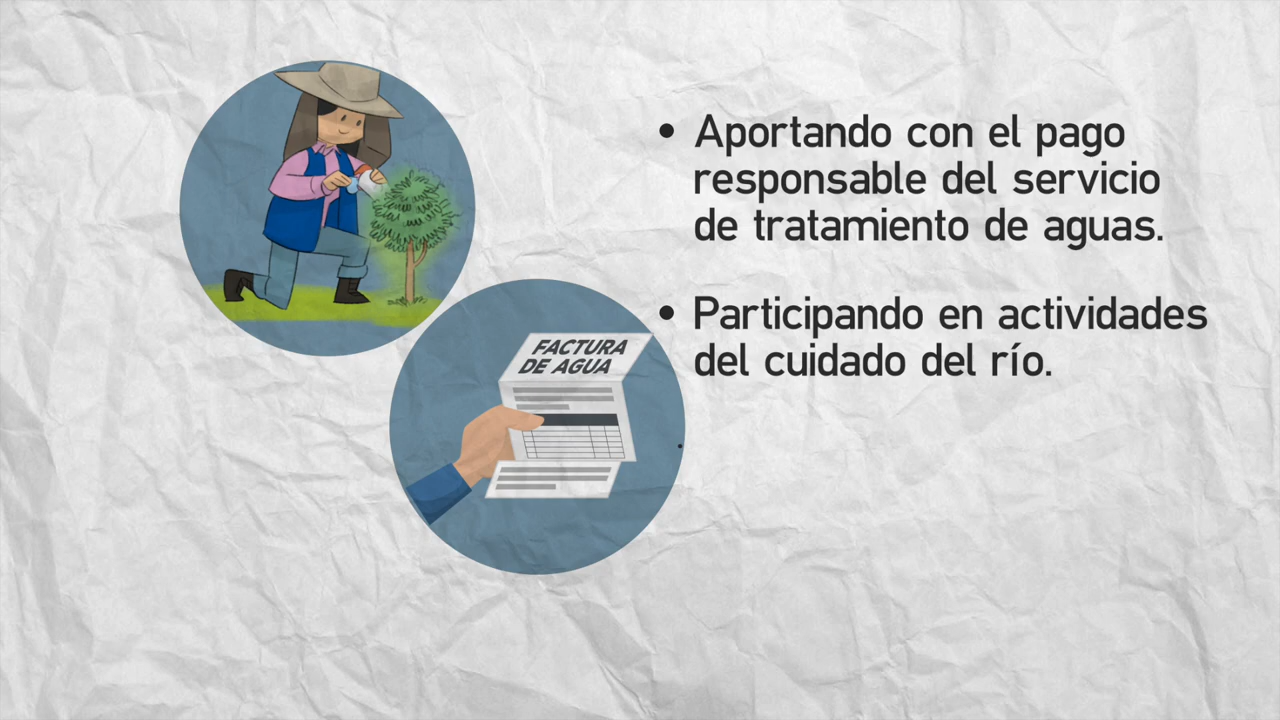 • Aportando con el pago
responsable del servicio
de tratamiento de aguas.
• Participando en actividades
del cuidado del río.
FACTURA
DE AGUA